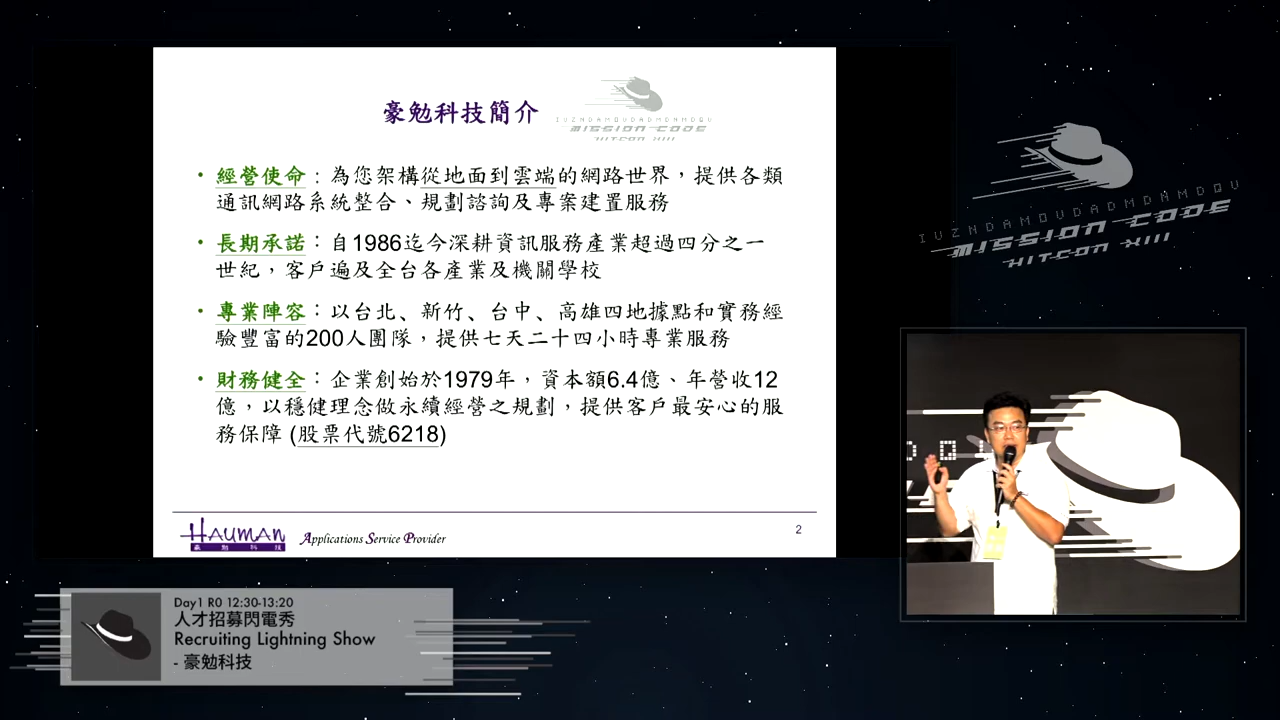 豪勉科技簡介
IUZNDAMOUDADMDNMDQU
MISSION CODE
HITCON XIII
• 經營使命：為您架構從地面到雲端的網路世界，提供各類
通訊網路系統整合、規劃諮詢及專案建置服務
• 長期承諾：自1986迄今深耕資訊服務產業超過四分之一
世紀，客戶遍及全台各產業及機關學校
• 專業陣容：以台北、新竹、台中、高雄四地據點和實務經
驗豐富的200人團隊，提供七天二十四小時專業服務
• 財務健全：企業創始於1979年，資本額6.4億、年營收12
億，以穩健理念做永續經營之規劃，提供客戶最安心的服
務保障 (股票代號6218)
HAUMAN
豪勉科技
Applications Service Provider
2
IUZNDAMOUDADMDNMDQU
MISSION CODE
HITCON XIII
Day1 R0 12:30-13:20
人才招募閃電秀
Recruiting Lightning Show
- 豪勉科技